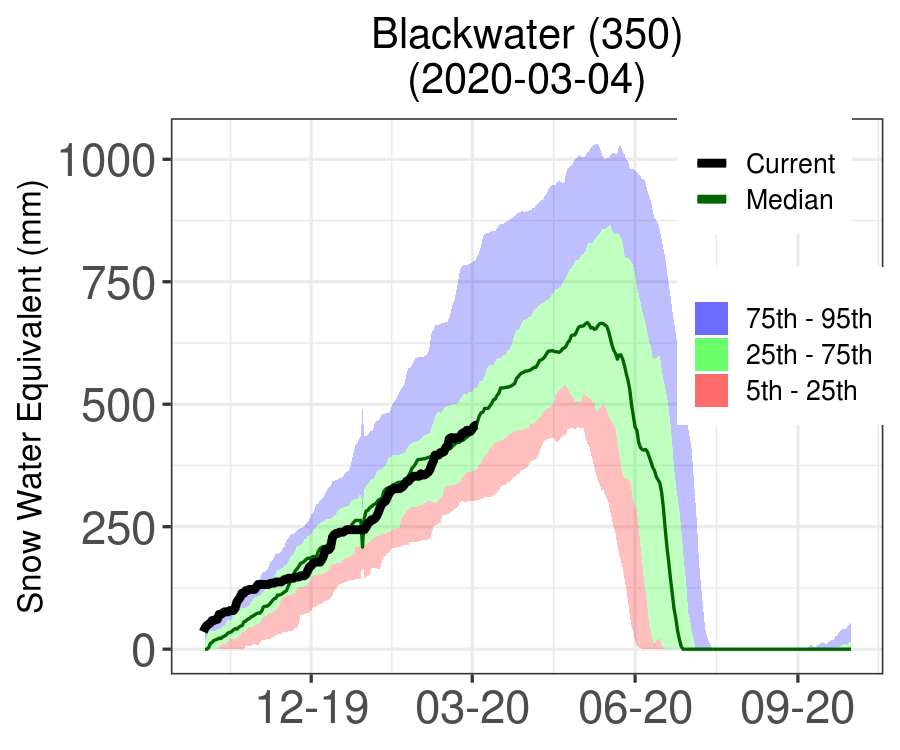 Blackwater (350)
(2020-03-04)
Snow Water Equivalent (mm)
1000
750
500
250
0
12-19
03-20
06-20
09-20
Current
Median
75th - 95th
25th - 75th
5th - 25th